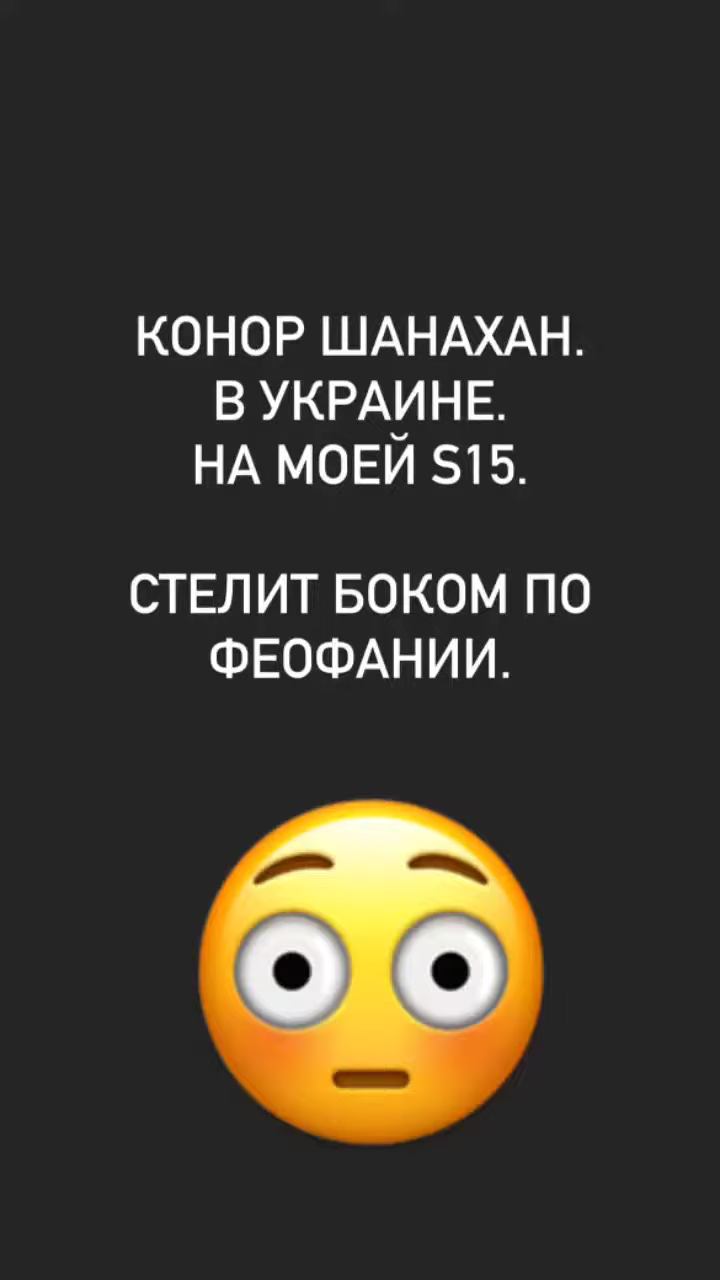 КОНОР ШАНАХАН.
В УКРАИНЕ.
НА МОЕЙ S15.
СТЕЛИТ БОКОМ ПО
ФЕОФАНИИ.